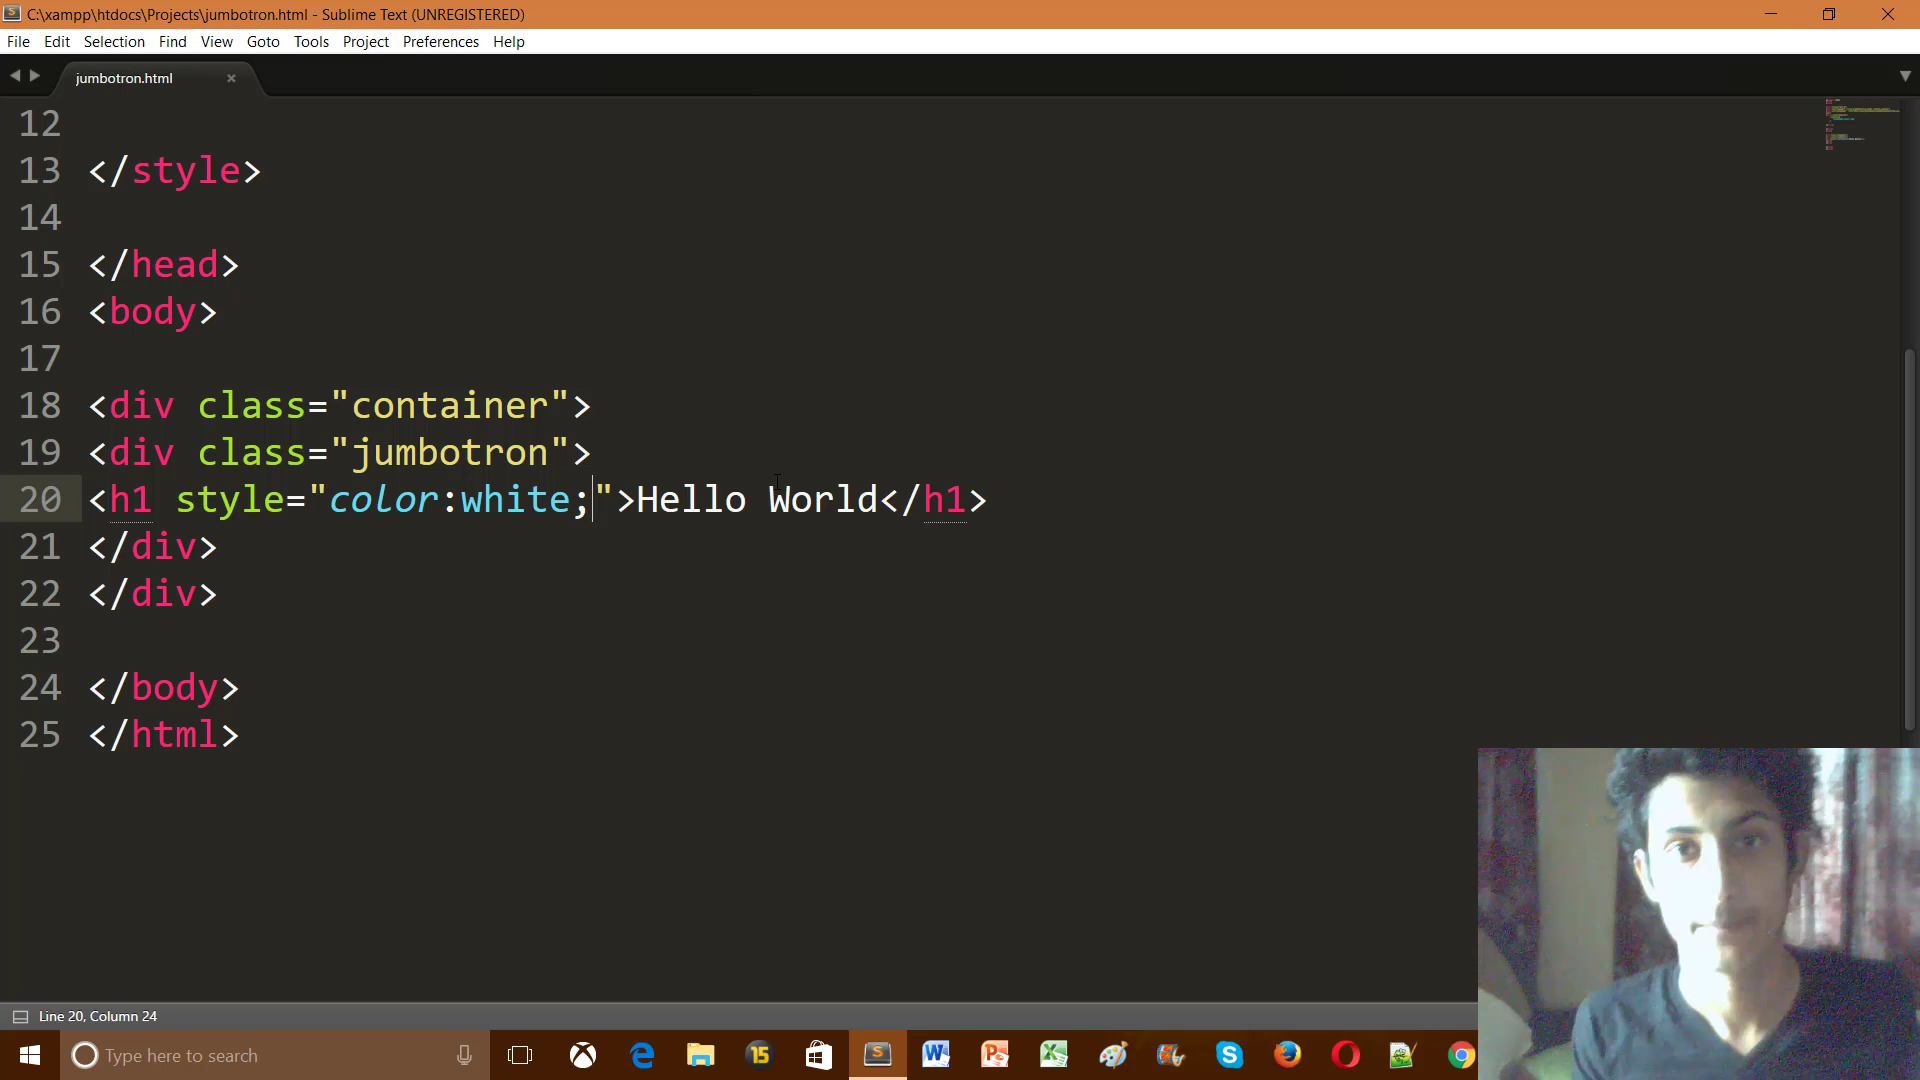 C:\xampp\htdocs\Projects\jumbotron.html - Sublime Text (UNREGISTERED)
File Edit Selection Find View Goto Tools Project Preferences Help
jumbotron.html
12
13 </style>
14
15 </head>
16 <body>
17
18 <div class="container">
19 <div class="jumbotron">
20 <h1 style="color:white;">Hello World</h1>
21 </div>
22 </div>
23
24 </body>
25 </html>
Line 20, Column 24
Type here to search
15